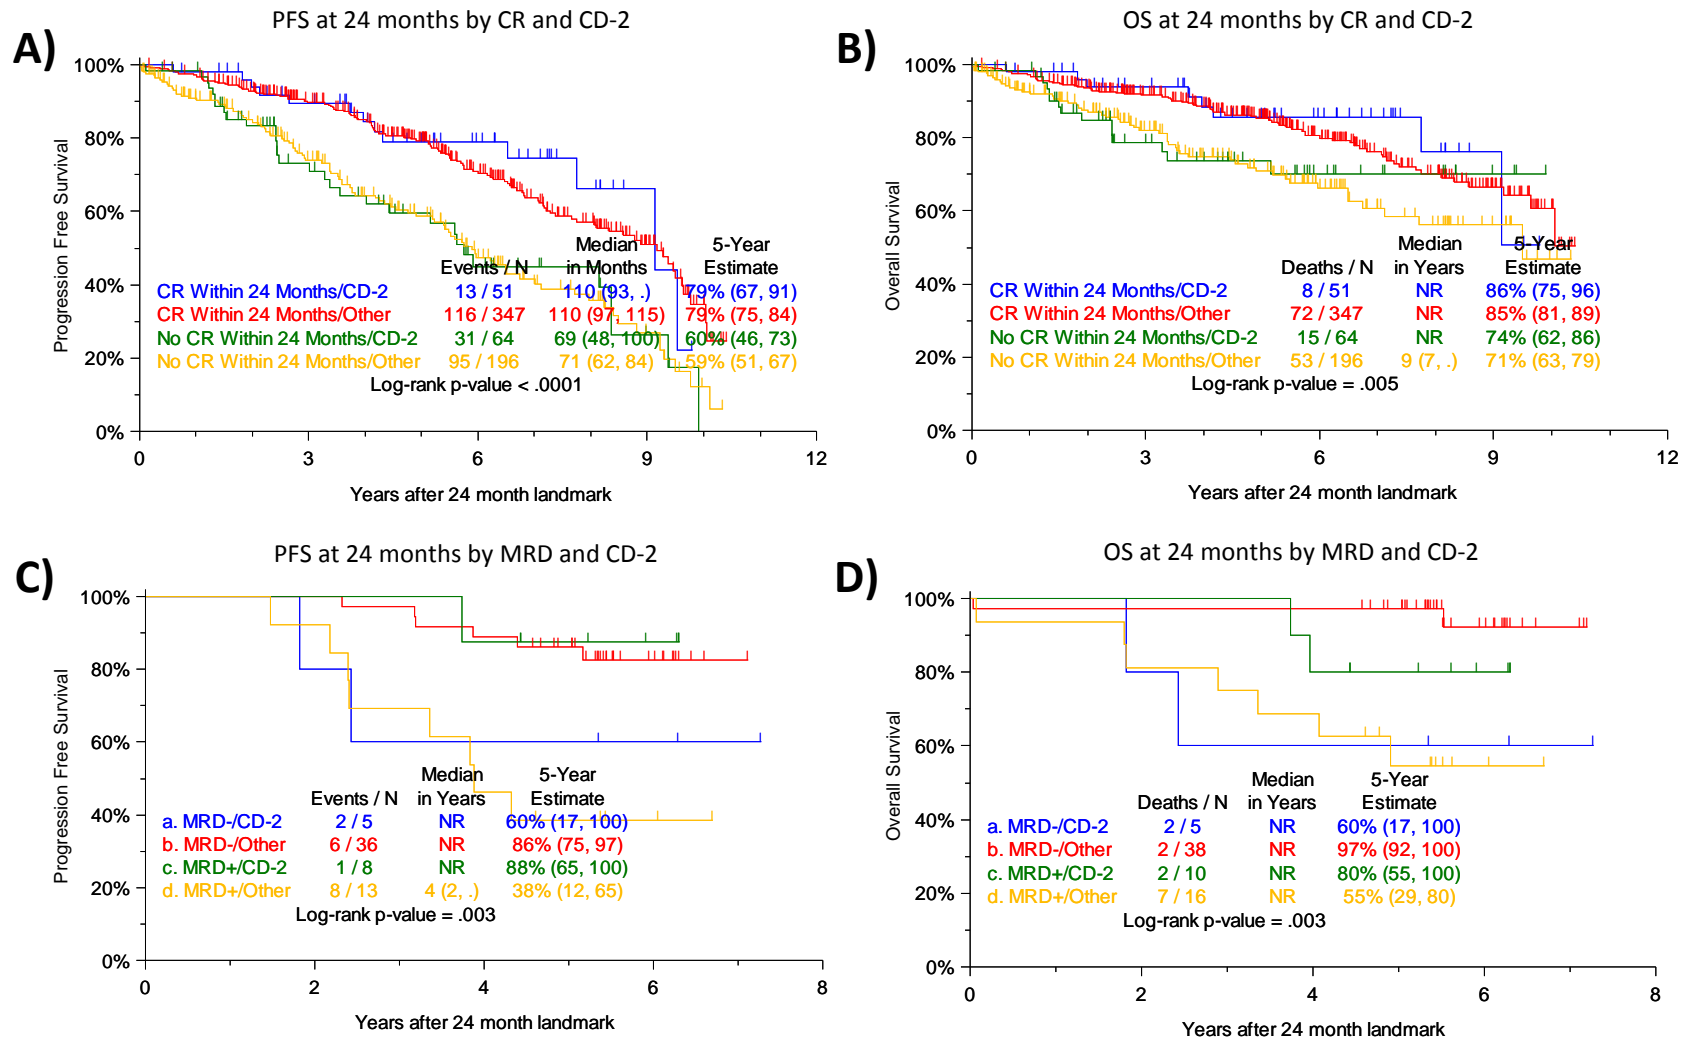 PFS at 24 months by CR and CD-2
A)
100%
80%
60%
40%
20%
0%
Progression Free Survival
Median 5-Year
Events / N in Months Estimate
CR Within 24 Months/CD-2 13 / 51 110 (93, .) 79% (67, 91)
CR Within 24 Months/Other 116 / 347 110 (97, 115) 79% (75, 84)
No CR Within 24 Months/CD-2 31 / 64 69 (48, 100) 60% (46, 73)
No CR Within 24 Months/Other 95 / 196 71 (62, 84) 59% (51, 67)
Log-rank p-value < .0001
0 3 6 9 12
Years after 24 month landmark
OS at 24 months by CR and CD-2
B)
100%
80%
60%
40%
20%
0%
Overall Survival
Median 5-Year
Deaths / N in Years Estimate
CR Within 24 Months/CD-2 8 / 51 NR 86% (75, 96)
CR Within 24 Months/Other 72 / 347 NR 85% (81, 89)
No CR Within 24 Months/CD-2 15 / 64 NR 74% (62, 86)
No CR Within 24 Months/Other 53 / 196 9 (7, .) 71% (63, 79)
Log-rank p-value = .005
0 3 6 9 12
Years after 24 month landmark
PFS at 24 months by MRD and CD-2
C)
100%
80%
60%
40%
20%
0%
Progression Free Survival
Median 5-Year
Events / N in Years Estimate
a. MRD-/CD-2 2 / 5 NR 60% (17, 100)
b. MRD-/Other 6 / 36 NR 86% (75, 97)
c. MRD+/CD-2 1 / 8 NR 88% (65, 100)
d. MRD+/Other 8 / 13 4 (2, .) 38% (12, 65)
Log-rank p-value = .003
0 2 4 6 8
Years after 24 month landmark
OS at 24 months by MRD and CD-2
D)
100%
80%
60%
40%
20%
0%
Overall Survival
Median 5-Year
Deaths / N in Years Estimate
a. MRD-/CD-2 2 / 5 NR 60% (17, 100)
b. MRD-/Other 2 / 38 NR 97% (92, 100)
c. MRD+/CD-2 2 / 10 NR 80% (55, 100)
d. MRD+/Other 7 / 16 NR 55% (29, 80)
Log-rank p-value = .003
0 2 4 6 8
Years after 24 month landmark